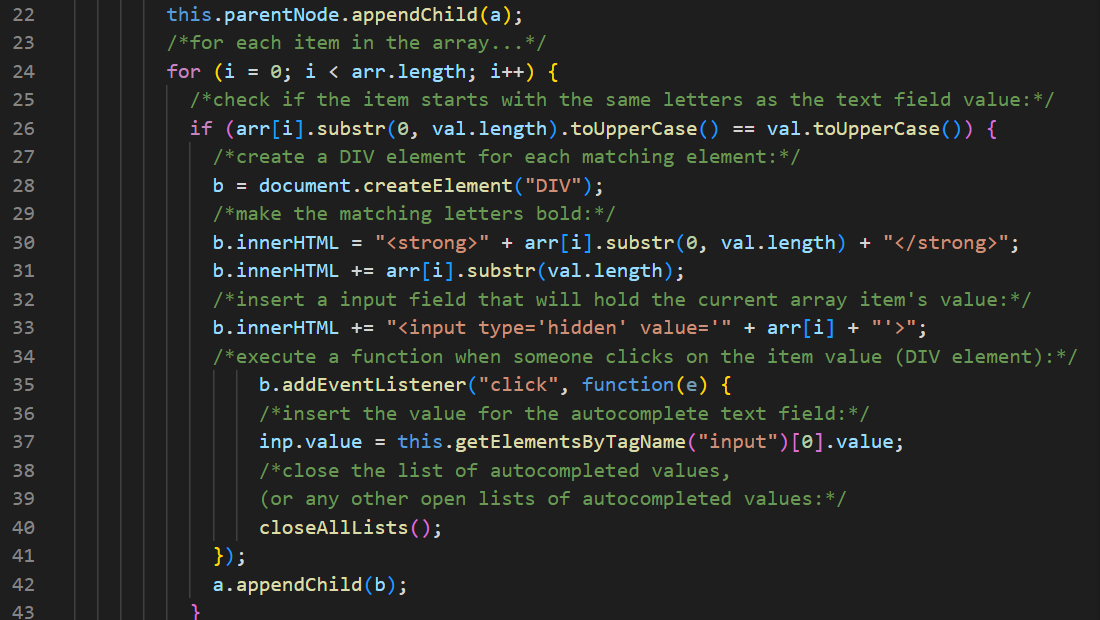 22 this.parentNode.appendChild(a);
23 /*for each item in the array...*/
24 for (i = 0; i < arr.length; i++) {
25 /*check if the item starts with the same letters as the text field value:*/
26 if (arr[i].substr(0, val.length).toUpperCase() == val.toUpperCase()) {
27 /*create a DIV element for each matching element:*/
28 b = document.createElement("DIV");
29 /*make the matching letters bold:*/
30 b.innerHTML = "<strong>" + arr[i].substr(0, val.length) + "</strong>";
31 b.innerHTML += arr[i].substr(val.length);
32 /*insert a input field that will hold the current array item's value:*/
33 b.innerHTML += "<input type='hidden' value='" + arr[i] + "'>";
34 /*execute a function when someone clicks on the item value (DIV element):*/
35 b.addEventListener("click", function(e) {
36 /*insert the value for the autocomplete text field:*/
37 inp.value = this.getElementsByTagName("input")[0].value;
38 /*close the list of autocompleted values,
39 (or any other open lists of autocompleted values:*/
40 closeAllLists();
41 });
42 a.appendChild(b);
43 }